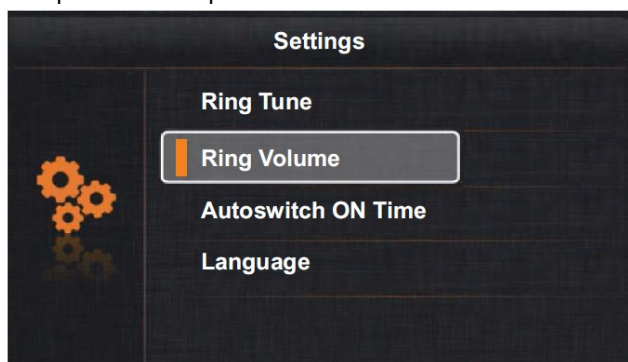 Settings
Ring Tune
Ring Volume
Autoswitch ON Time
Language